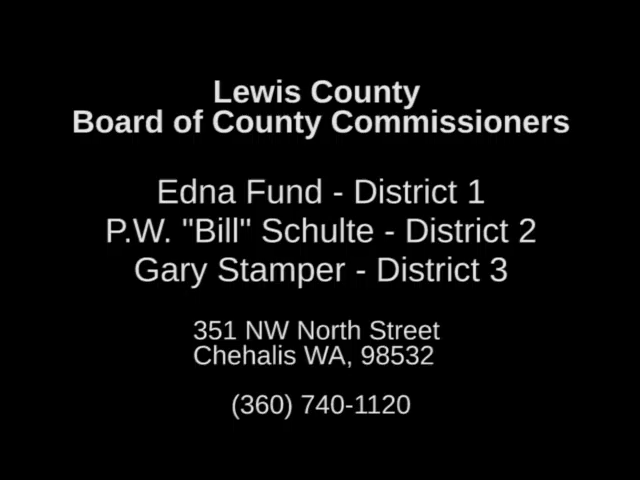 Lewis County
Board of County Commissioners
Edna Fund - District 1
P.W. "Bill" Schulte - District 2
Gary Stamper - District 3
351 NW North Street
Chehalis WA, 98532
(360) 740-1120